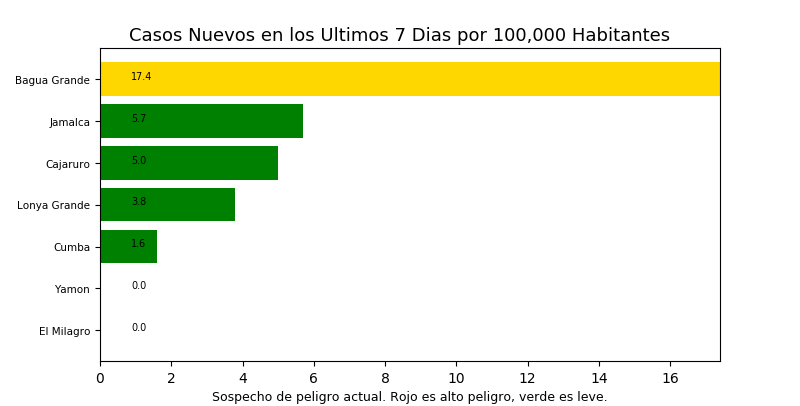 Casos Nuevos en los Ultimos 7 Dias por 100,000 Habitantes
Bagua Grande 17.4
Jamalca 5.7
Cajaruro 5.0
Lonya Grande 3.8
Cumba 1.6
Yamon 0.0
El Milagro 0.0
0 2 4 6 8 10 12 14 16
Sospecho de peligro actual. Rojo es alto peligro, verde es leve.